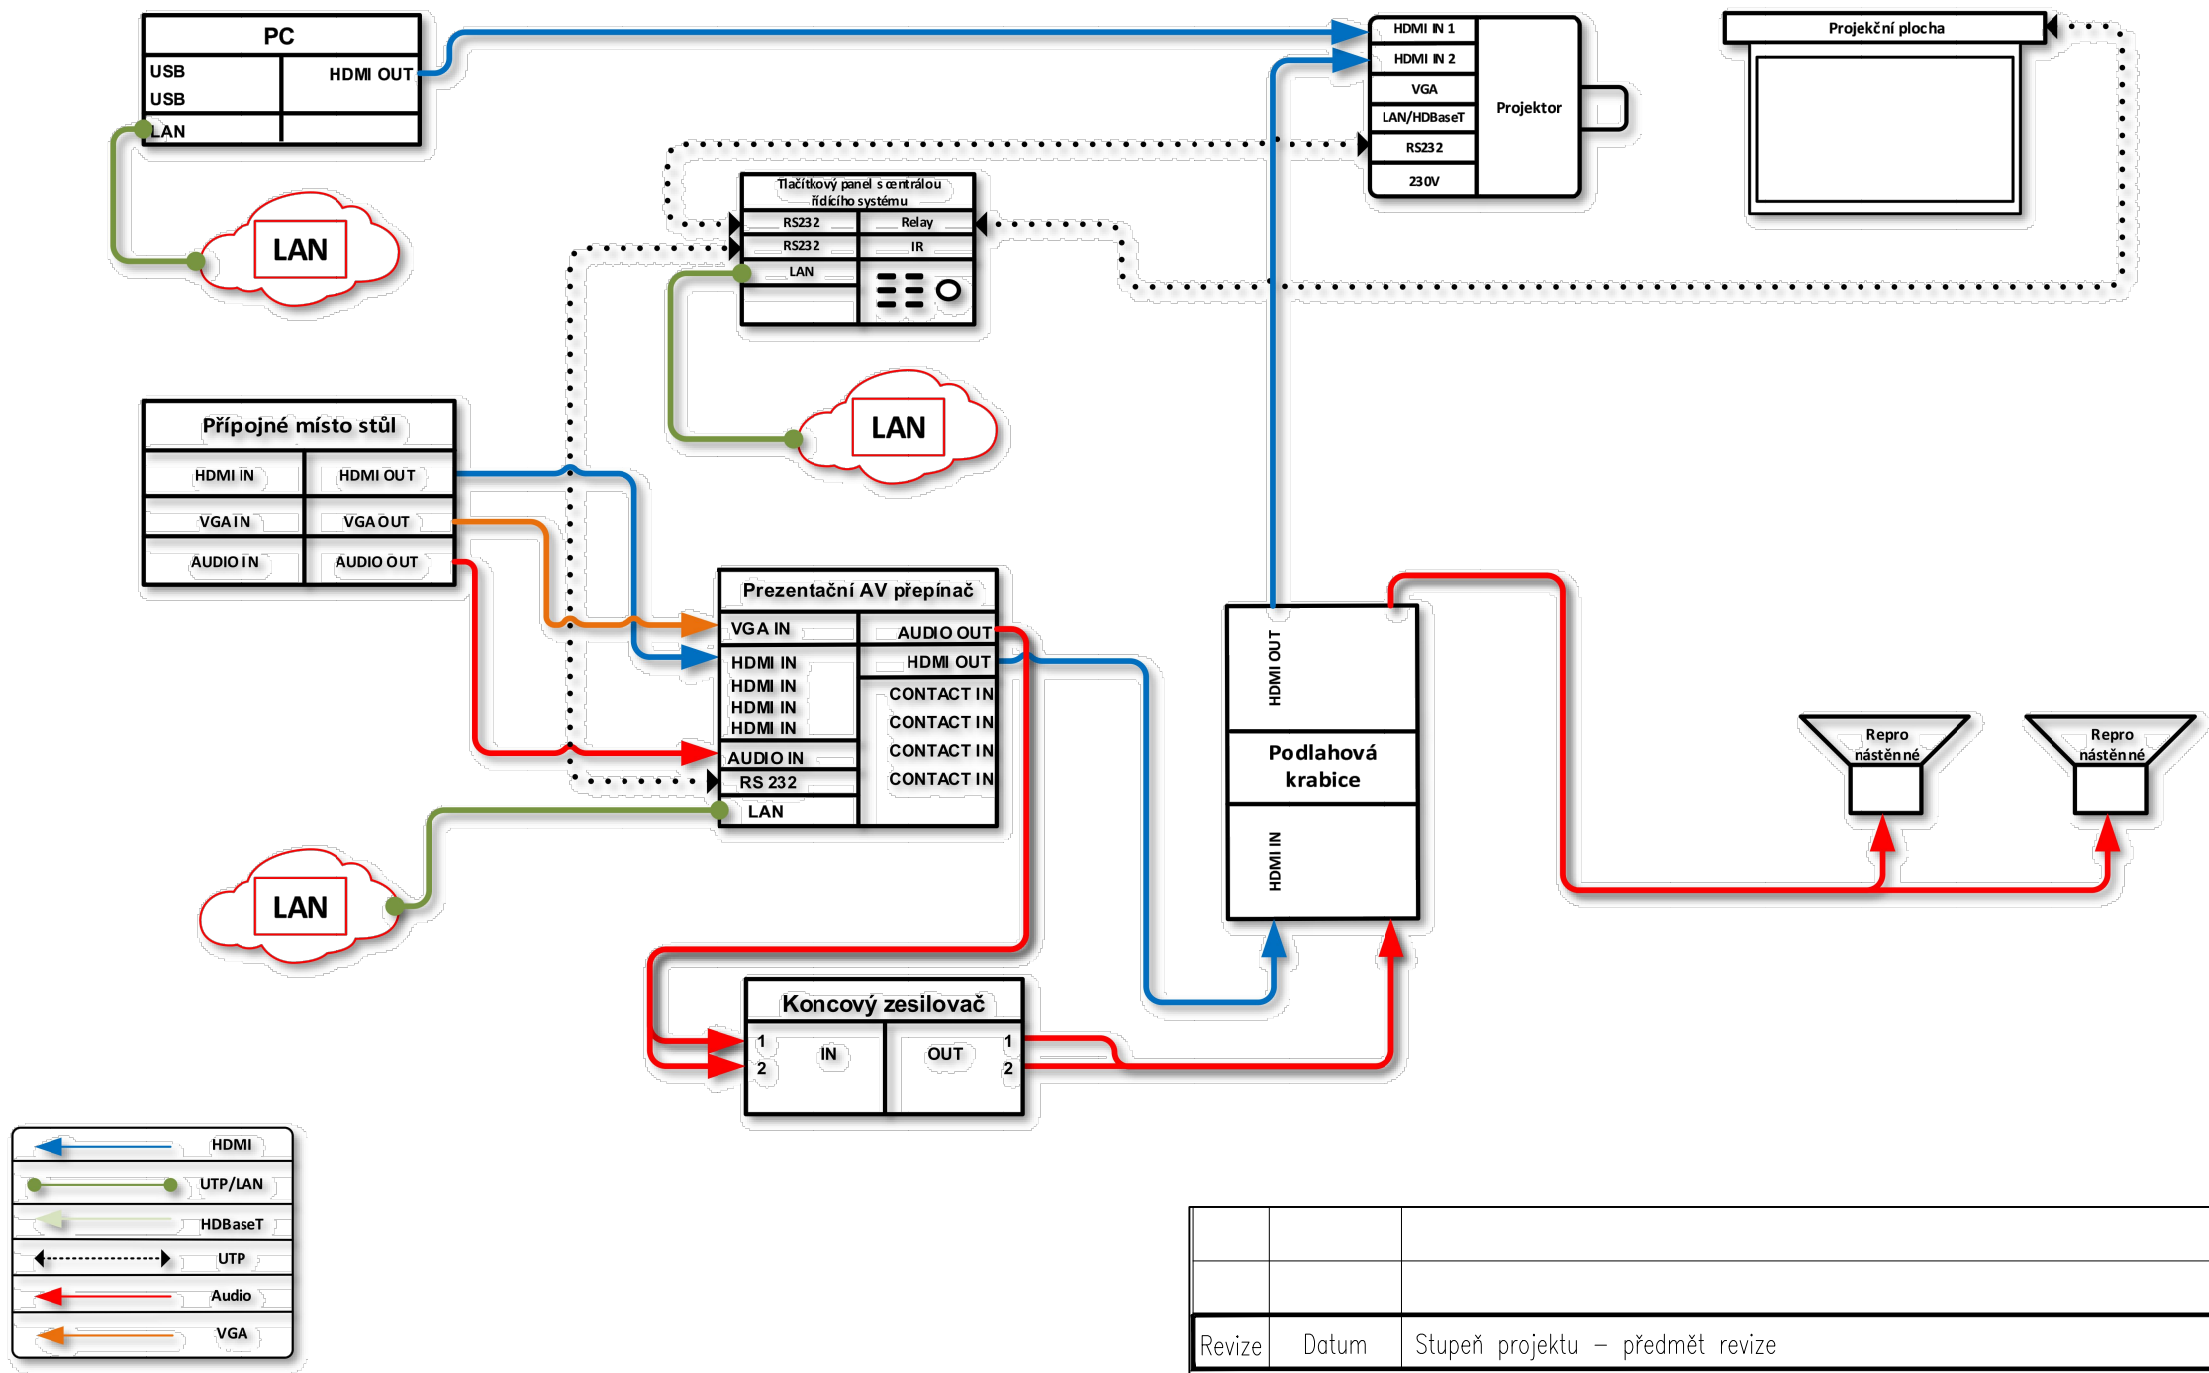 PC
USB
HDMI OUT
USB
LAN
LAN
HDMI IN 1
HDMI IN 2
VGA
LAN/HDBaseT
RS232
230V
Projektor
Projekční plocha
Tlačítkový panel s centrálou
řídícího systému
RS232
Relay
RS232
IR
LAN
LAN
Přípojné místo stůl
HDMI IN
HDMI OUT
VGA IN
VGA OUT
AUDIO IN
AUDIO OUT
Prezentační AV přepínač
VGA IN
AUDIO OUT
HDMI IN
HDMI OUT
HDMI IN
CONTACT IN
HDMI IN
CONTACT IN
HDMI IN
CONTACT IN
AUDIO IN
CONTACT IN
RS 232
LAN
LAN
HDMI OUT
Podlahová
krabice
HDMI IN
Repro
nástěnné
Repro
nástěnné
Koncový zesilovač
1
IN
OUT
1
2
2
HDMI
UTP/LAN
HDBaseT
UTP
Audio
VGA
Revize
Datum
Stupeň projektu – předmět revize